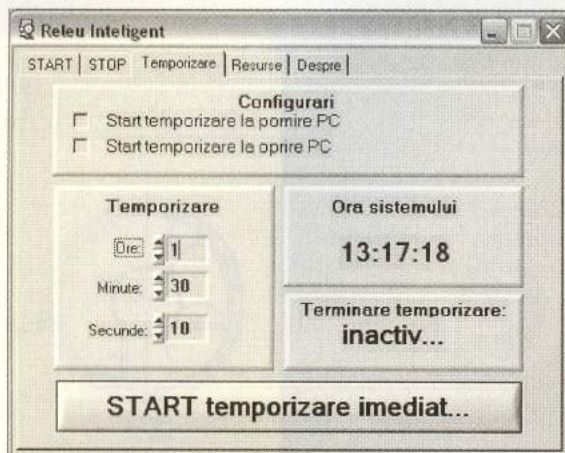 Releu Inteligent
START STOP Temporizare Resurse Despre
Configurari
Start temporizare la pornire PC
Start temporizare la oprire PC
Temporizare
Ore: 1
Minute: 30
Secunde: 10
Ora sistemului
13:17:18
Terminare temporizare:
inactiv...
START temporizare imediat...